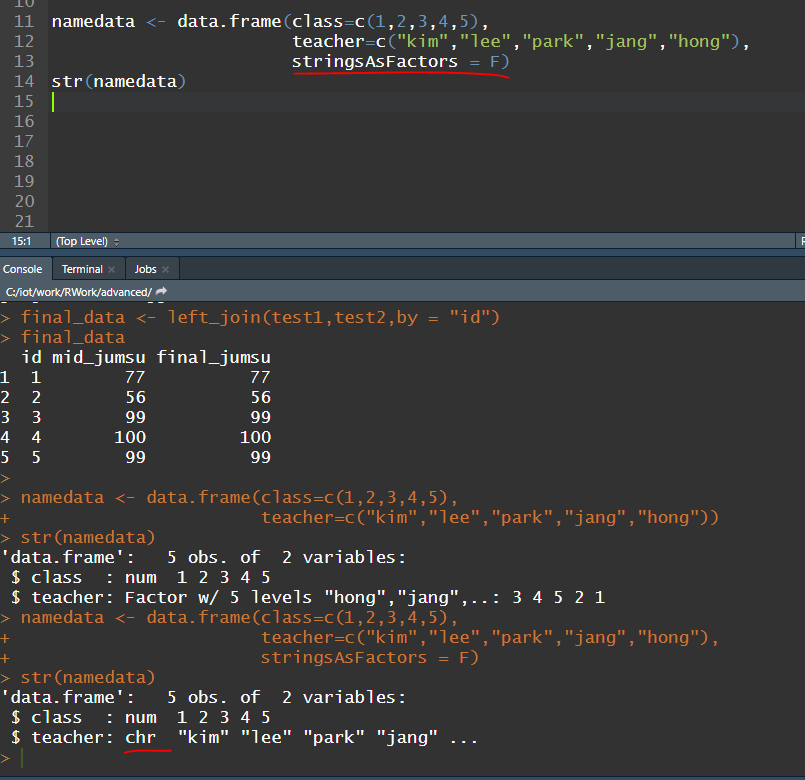 10
11 namedata <- data.frame(class=c(1,2,3,4,5),
12 teacher=c("kim","lee","park","jang","hong"),
13 stringsAsFactors = F)
14 str(namedata)
15
16
17
18
19
20
21
15:1 (Top Level)
Console Terminal Jobs
C:/iot/work/RWork/advanced/
> final_data <- left_join(test1,test2,by = "id")
> final_data
id mid_jumsu final_jumsu
1 1 77 77
2 2 56 56
3 3 99 99
4 4 100 100
5 5 99 99
>
> namedata <- data.frame(class=c(1,2,3,4,5),
+ teacher=c("kim","lee","park","jang","hong"))
> str(namedata)
'data.frame': 5 obs. of 2 variables:
$ class : num 1 2 3 4 5
$ teacher: Factor w/ 5 levels "hong","jang",..: 3 4 5 2 1
> namedata <- data.frame(class=c(1,2,3,4,5),
+ teacher=c("kim","lee","park","jang","hong"),
+ stringsAsFactors = F)
> str(namedata)
'data.frame': 5 obs. of 2 variables:
$ class : num 1 2 3 4 5
$ teacher: chr "kim" "lee" "park" "jang" ...
>